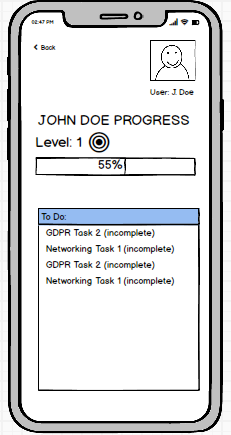 02:47 PM
Back
User: J. Doe
JOHN DOE PROGRESS
Level: 1
55%
To Do:
GDPR Task 2 (incomplete)
Networking Task 1 (incomplete)
GDPR Task 2 (incomplete)
Networking Task 1 (incomplete)